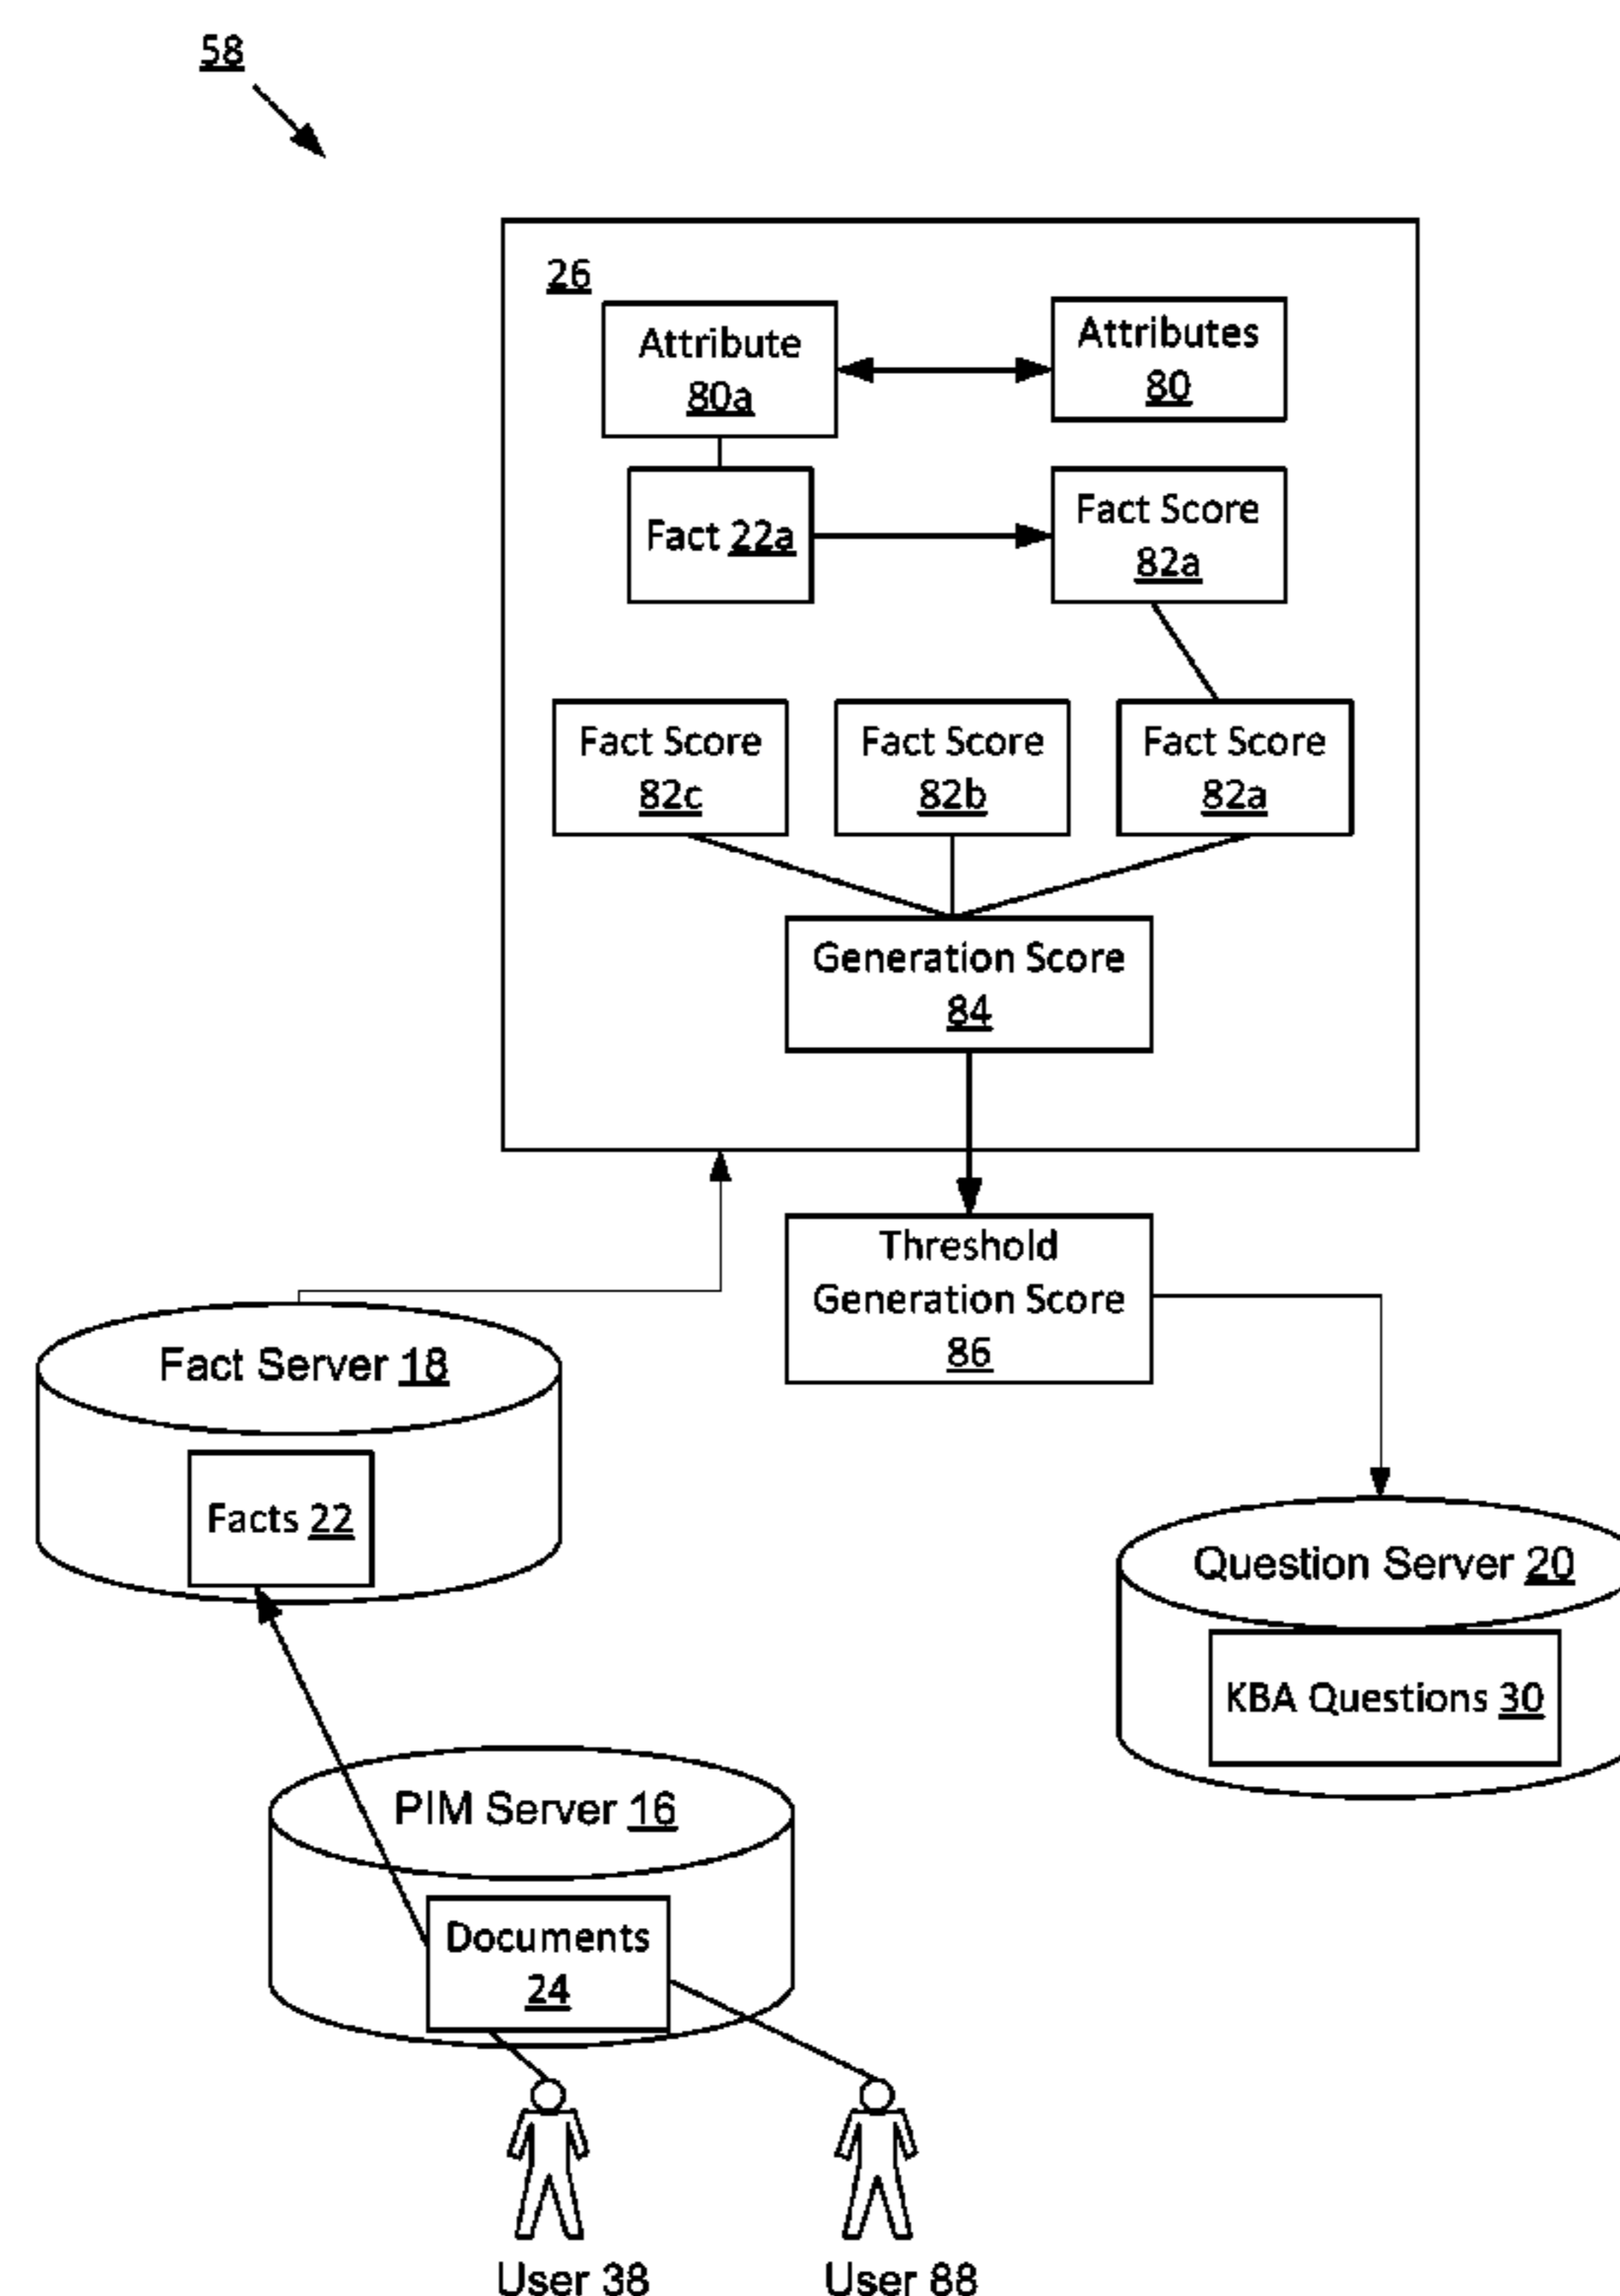 58
26
Attribute
80a
Attributes
80
Fact 22a
Fact Score
82a
Fact Score
82c
Fact Score
82b
Fact Score
82a
Generation Score
84
Threshold
Generation Score
86
Fact Server 18
Facts 22
Question Server 20
KBA Questions 30
PIM Server 16
Documents
24
User 38
User 88